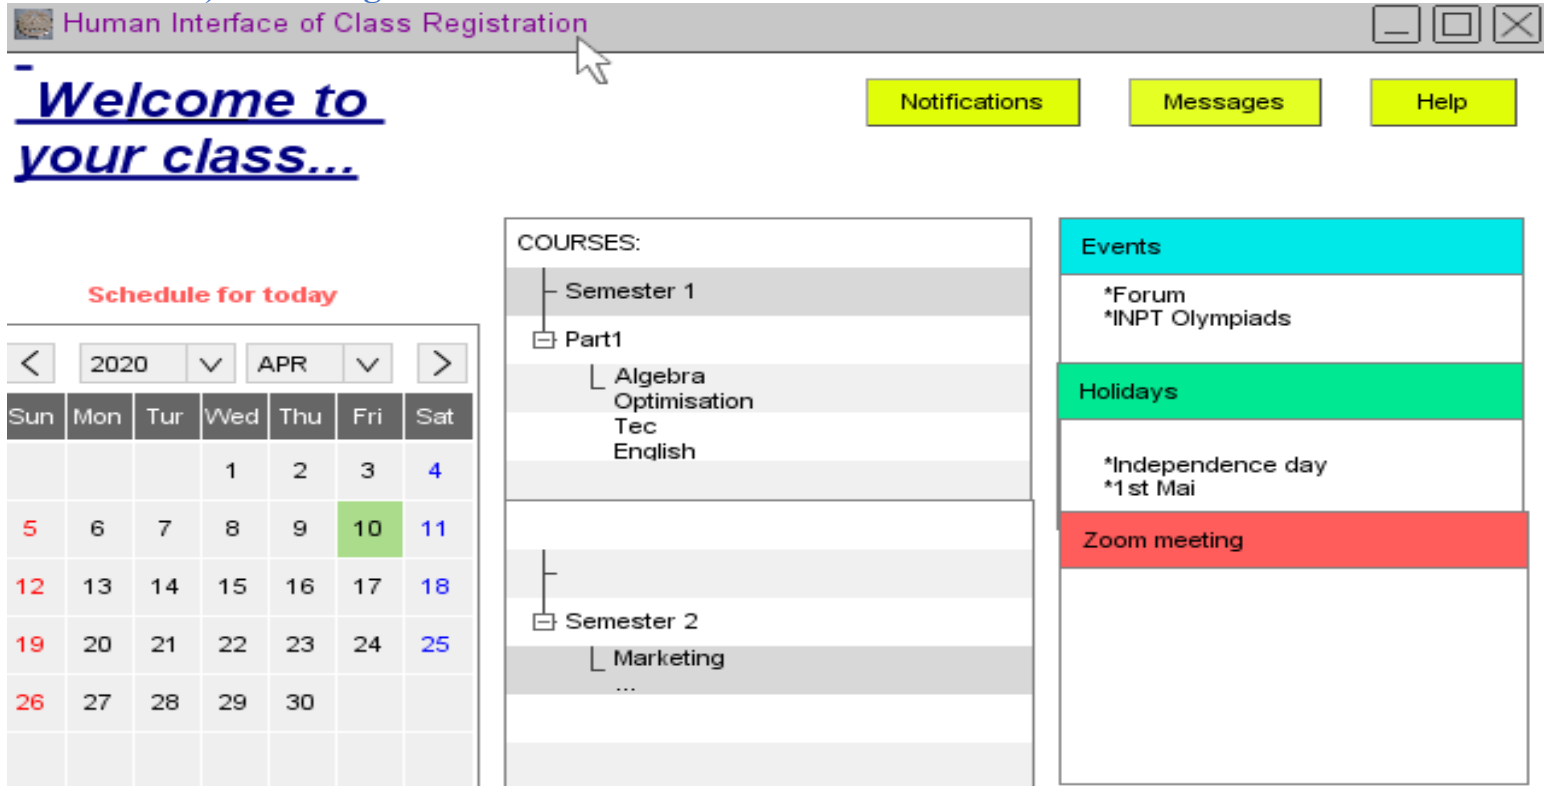 Human Interface of Class Registration
Welcome to
your class...
Notifications
Messages
Help
Schedule for today
2020
APR
Sun Mon Tur Wed Thu Fri Sat
1 2 3 4
5 6 7 8 9 10 11
12 13 14 15 16 17 18
19 20 21 22 23 24 25
26 27 28 29 30
COURSES:
Semester 1
Part1
Algebra
Optimisation
Tec
English
Semester 2
Marketing
...
Events
*Forum
*INPT Olympiads
Holidays
*Independence day
*1st Mai
Zoom meeting